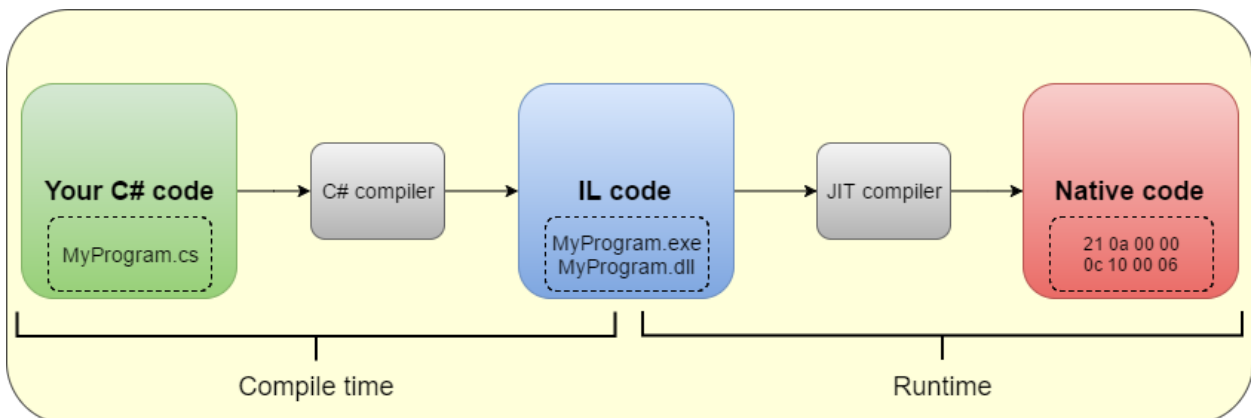 Your C# code
MyProgram.cs
C# compiler
IL code
MyProgram.exe
MyProgram.dll
JIT compiler
Native code
21 0a 00 00
0c 10 00 06
Compile time
Runtime